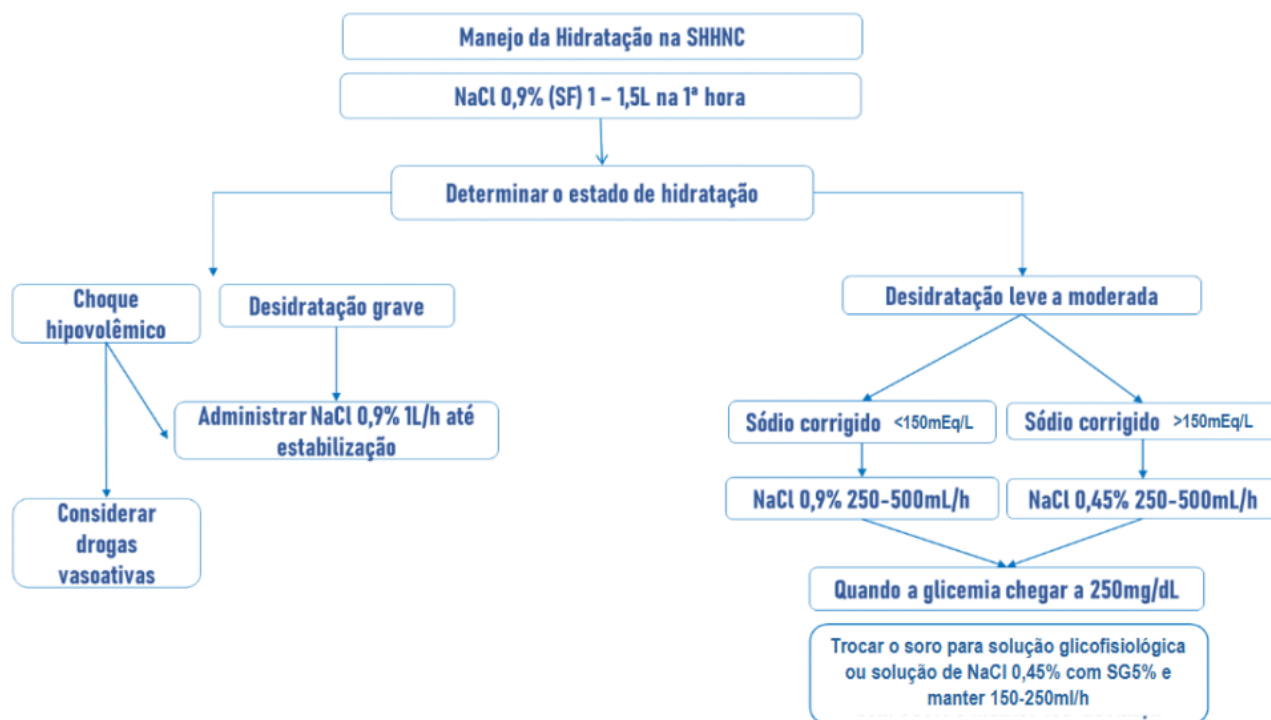 Manejo da Hidratação na SHHNC
NaCl 0,9% (SF) 1 – 1,5L na 1ª hora
Determinar o estado de hidratação
Choque
hipovolêmico
Desidratação grave
Desidratação leve a moderada
Administrar NaCl 0,9% 1L/h até
estabilização
Sódio corrigido <150mEq/L
Sódio corrigido >150mEq/L
Considerar
drogas
vasoativas
NaCl 0,9% 250-500mL/h
NaCl 0,45% 250-500mL/h
Quando a glicemia chegar a 250mg/dL
Trocar o soro para solução glicofisiológica
ou solução de NaCl 0,45% com SG5% e
manter 150-250ml/h